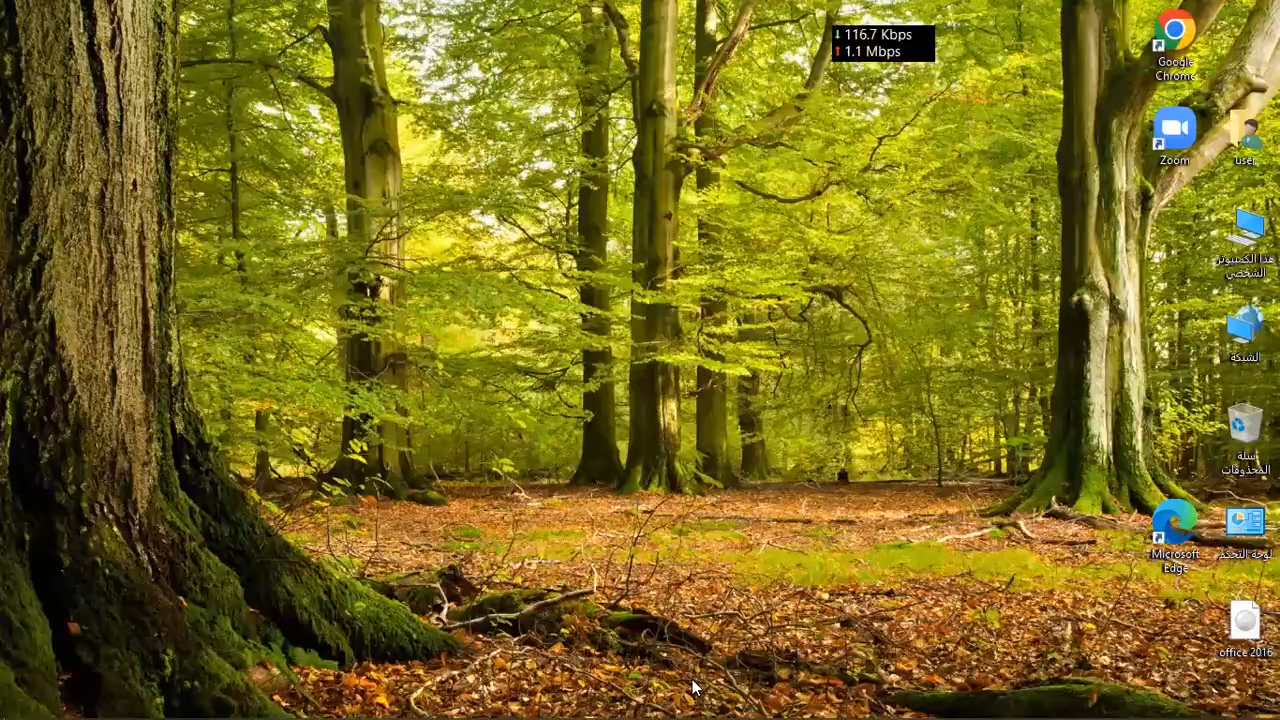 ↓ 116.7 Kbps
↑ 1.1 Mbps
Google
Chrome
Zoom
user
هذا الكمبيوتر
الشخصي
الشبكة
سلة
المحذوفات
Microsoft
Edge
لوحة التحكم
office 2016